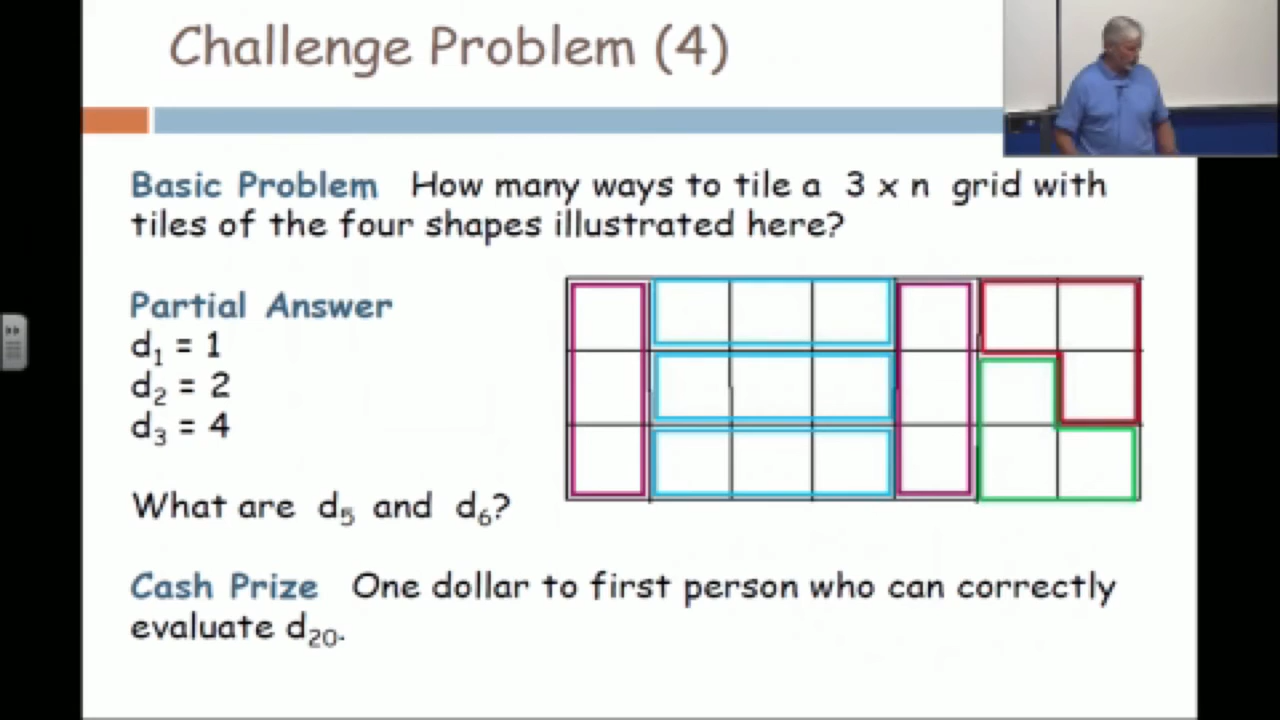 Challenge Problem (4)
Basic Problem How many ways to tile a 3 x n grid with
tiles of the four shapes illustrated here?
Partial Answer
d₁ = 1
d₂ = 2
d₃ = 4
What are d₅ and d₆?
Cash Prize One dollar to first person who can correctly
evaluate d₂₀.